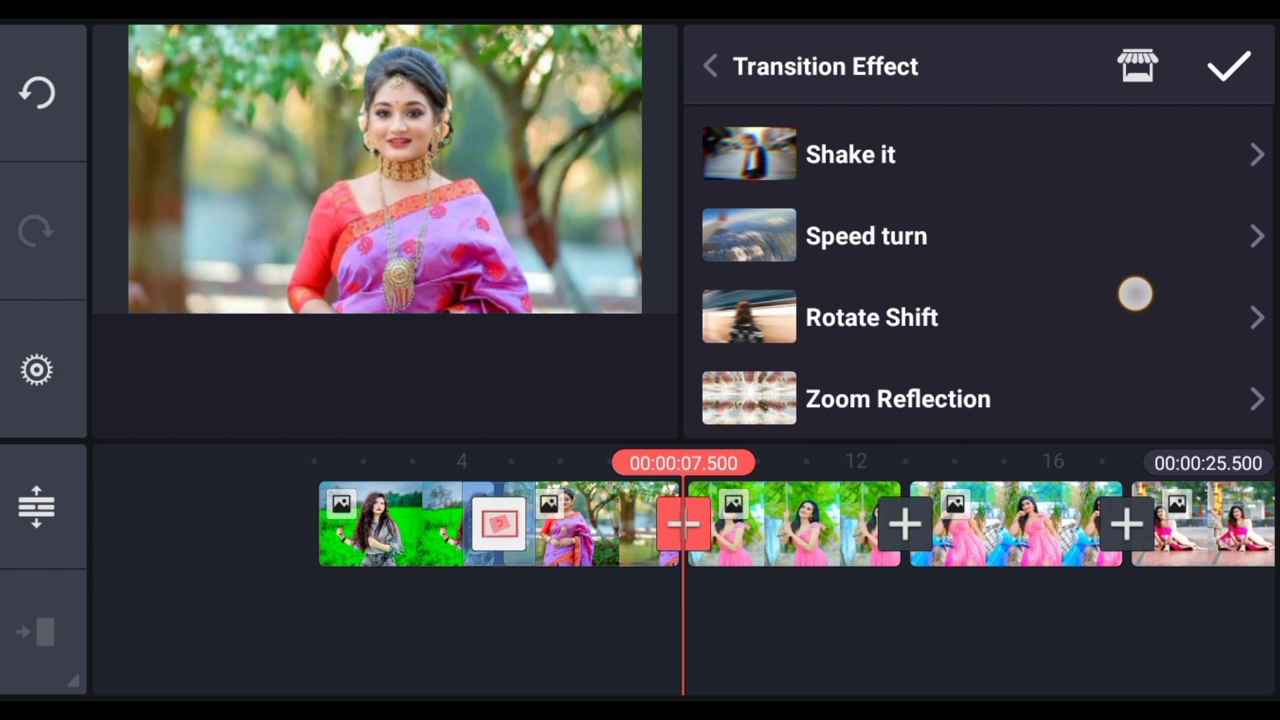 Transition Effect
Shake it
Speed turn
Rotate Shift
Zoom Reflection
4
00:00:07.500
12
16
00:00:25.500